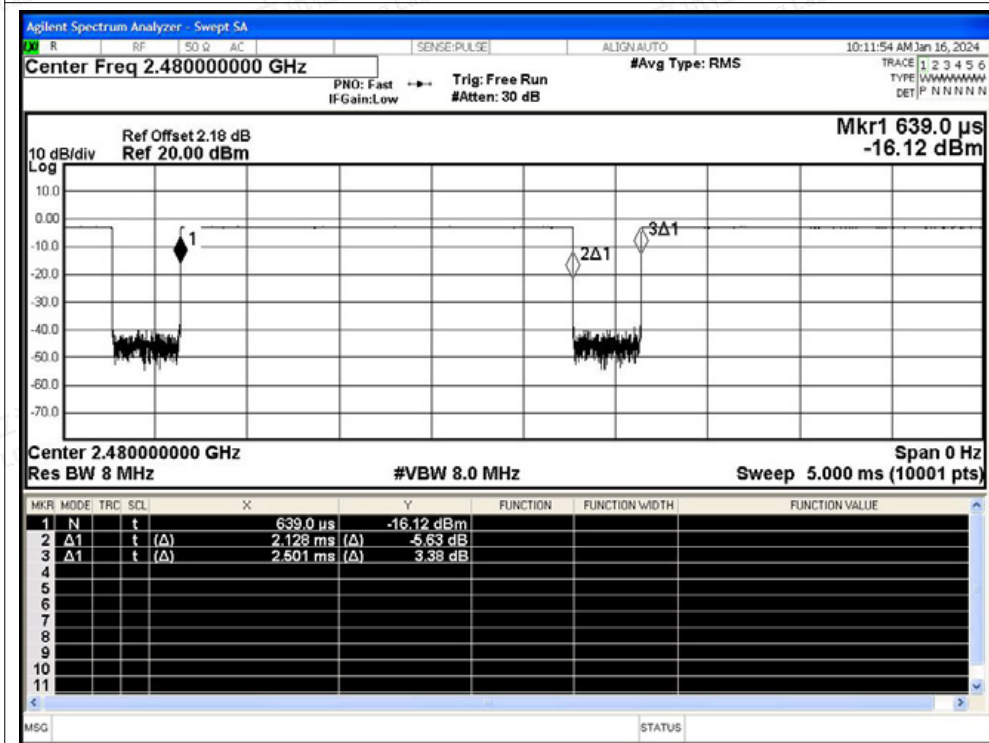 Agilent Spectrum Analyzer - Swept SA
LXI R RF 50 Ω AC SENSE:PULSE ALIGN AUTO 10:11:54 AM Jan 16, 2024
Center Freq 2.480000000 GHz #Avg Type: RMS TRACE 1 2 3 4 5 6
PNO: Fast Trig: Free Run TYPE WWWWWW
IFGain:Low #Atten: 30 dB DET P N N N N N
Mkr1 639.0 µs
Ref Offset 2.18 dB
10 dB/div Ref 20.00 dBm -16.12 dBm
Log
10.0
0.00
1 3Δ1
-10.0
2Δ1
-20.0
-30.0
-40.0
-50.0
-60.0
-70.0
Center 2.480000000 GHz Span 0 Hz
Res BW 8 MHz #VBW 8.0 MHz Sweep 5.000 ms (10001 pts)
MKR MODE TRC SCL X Y FUNCTION FUNCTION WIDTH FUNCTION VALUE
1 N t 639.0 µs -16.12 dBm
2 Δ1 t (Δ) 2.128 ms (Δ) -5.63 dB
3 Δ1 t (Δ) 2.501 ms (Δ) 3.38 dB
4
5
6
7
8
9
10
11
MSG STATUS